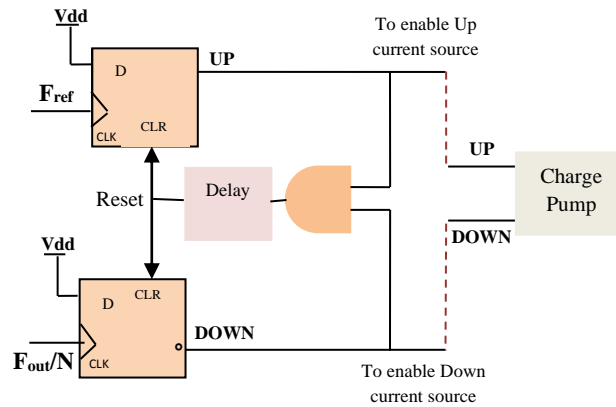 Vdd
To enable Up
current source
D
UP
Fref
CLK
CLR
UP
Reset
Delay
Charge
Pump
DOWN
Vdd
D
CLR
DOWN
Fout/N
CLK
To enable Down
current source